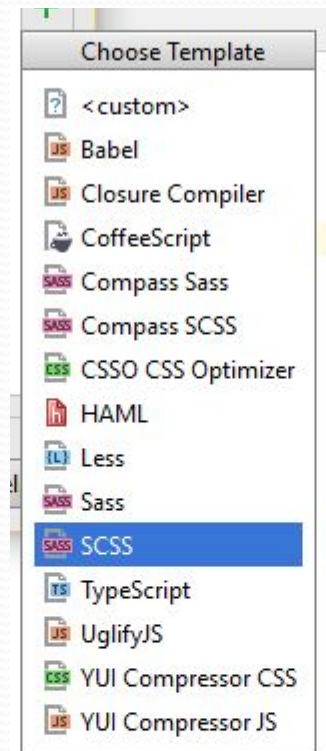 Choose Template
<custom>
Babel
Closure Compiler
CoffeeScript
Compass Sass
Compass SCSS
CSSO CSS Optimizer
HAML
Less
Sass
SCSS
TypeScript
UglifyJS
YUI Compressor CSS
YUI Compressor JS